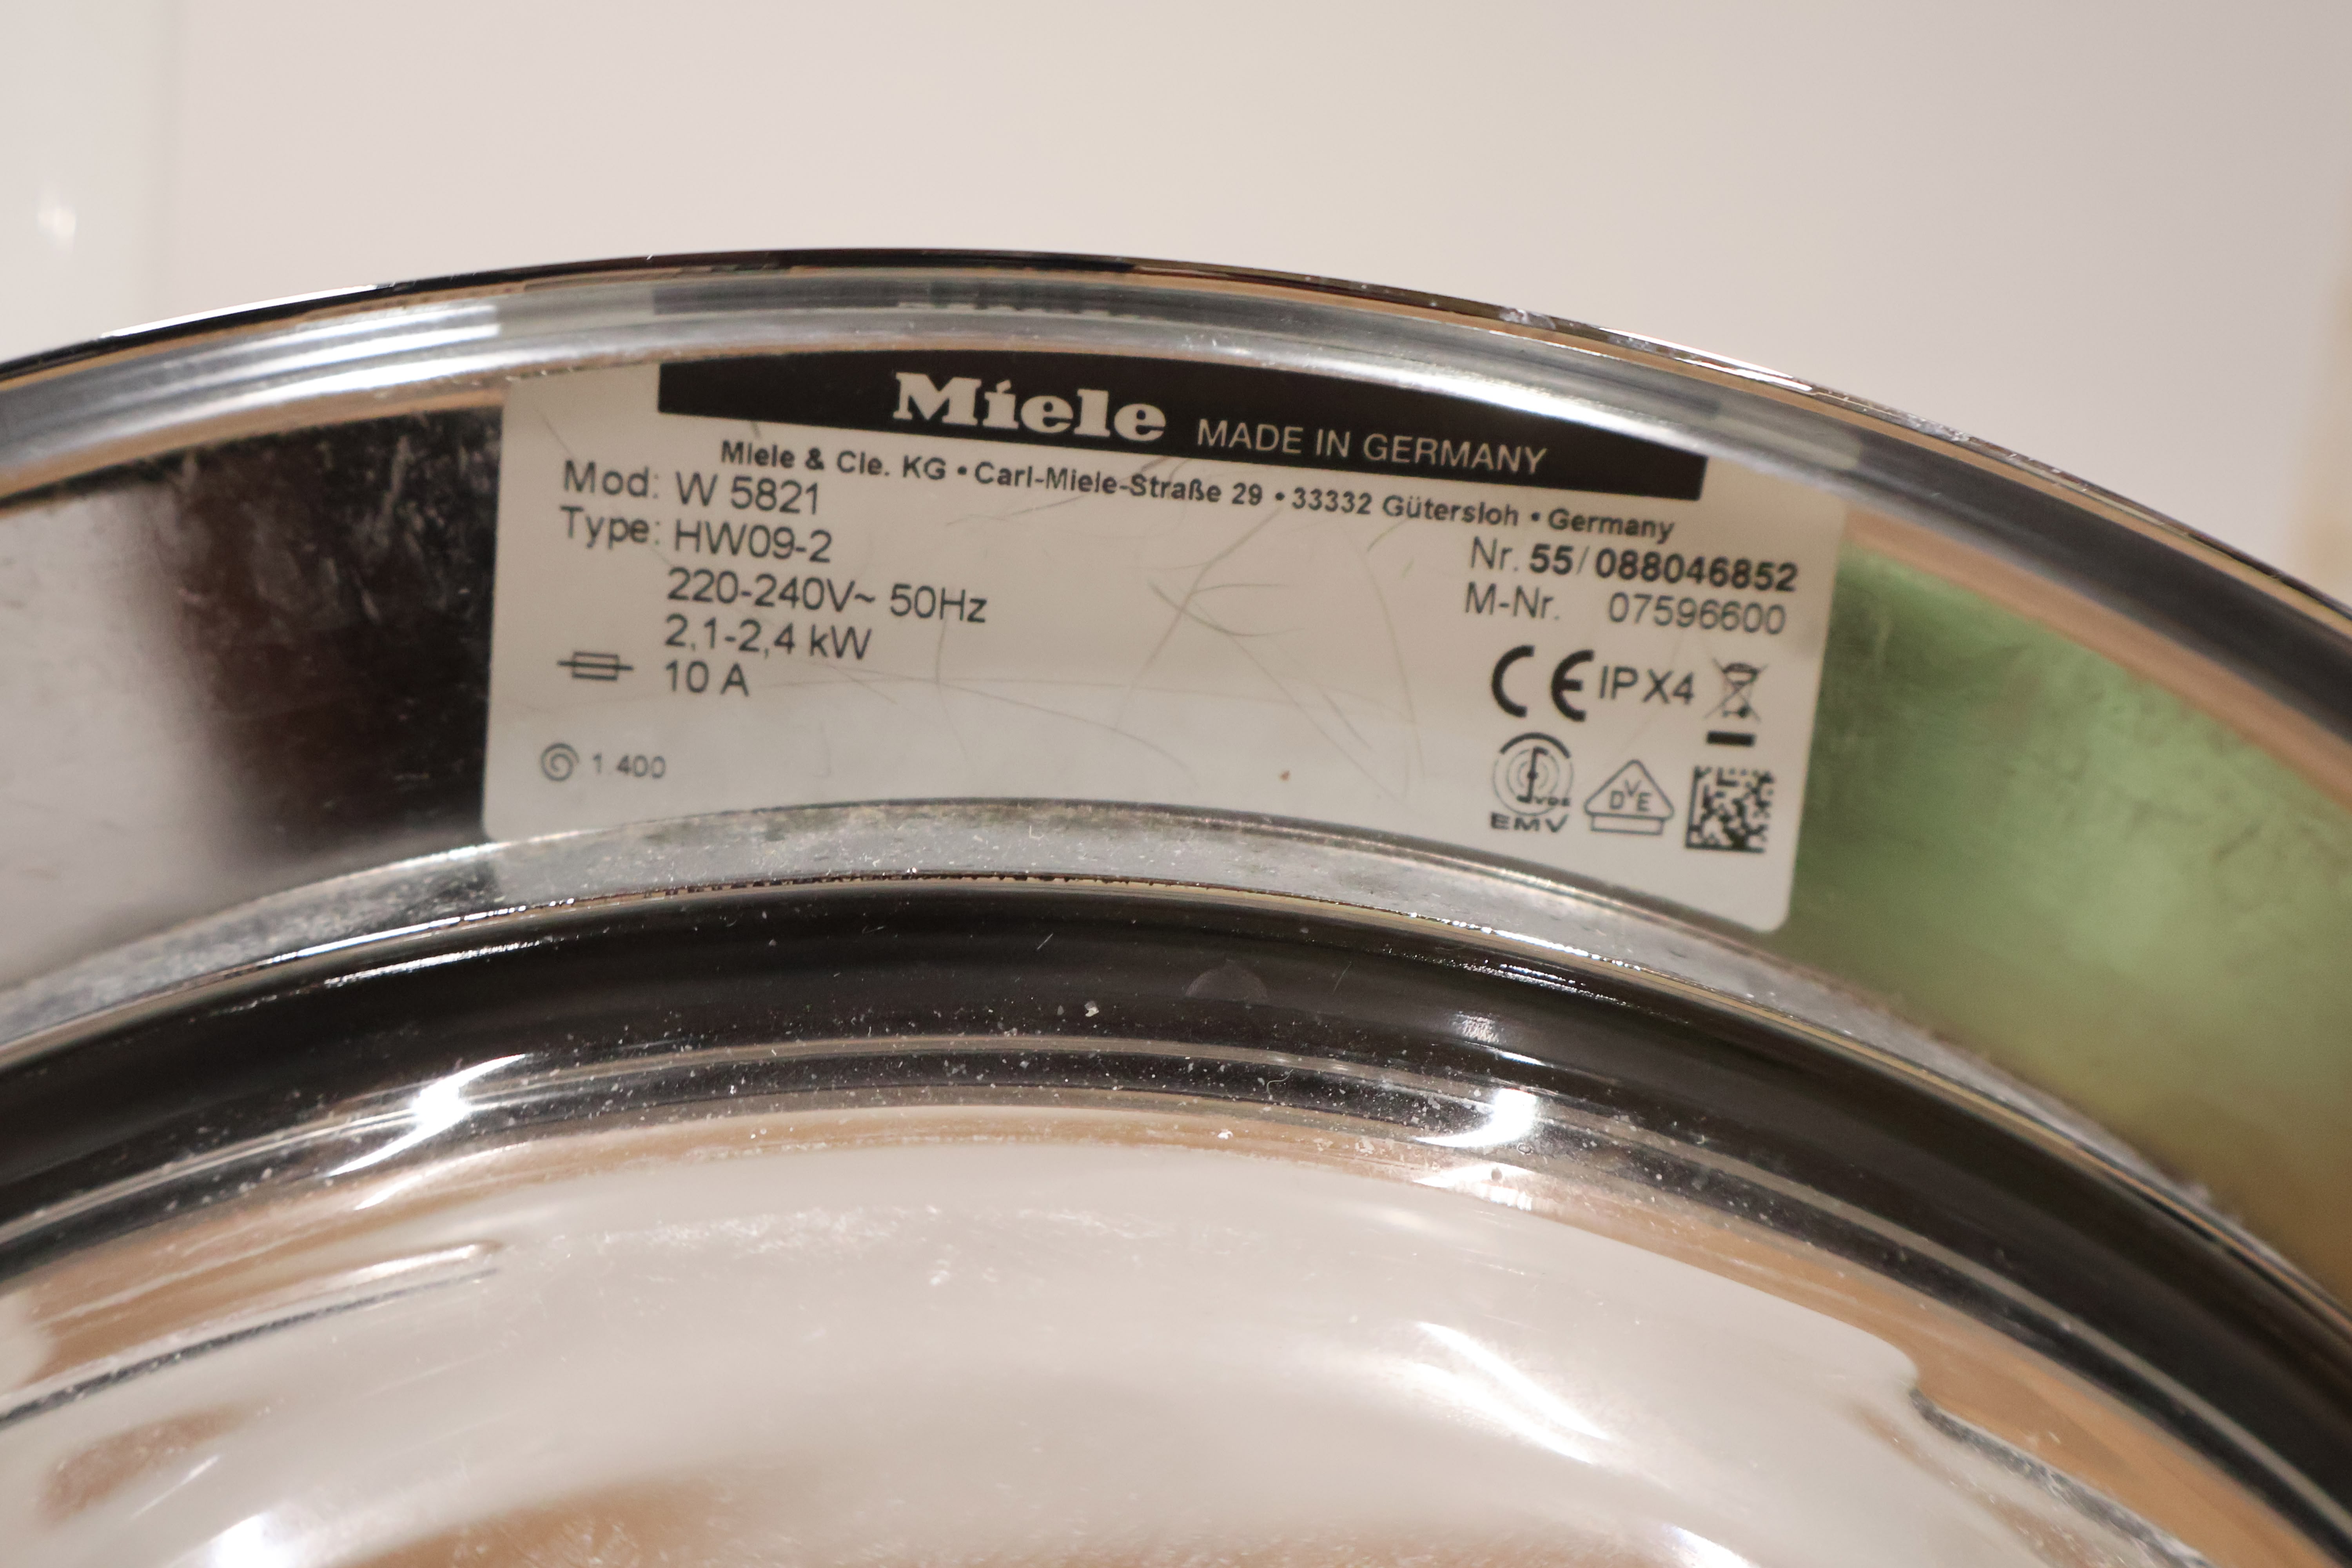 Miele MADE IN GERMANY
Miele & Cie. KG • Carl-Miele-Straße 29 • 33332 Gütersloh • Germany
Mod: W 5821
Type: HW09-2
220-240V~ 50Hz
2,1-2,4 kW
10 A
1.400
Nr. 55/088046852
M-Nr. 07596600
CE IPX4
VDE
EMV
DVE